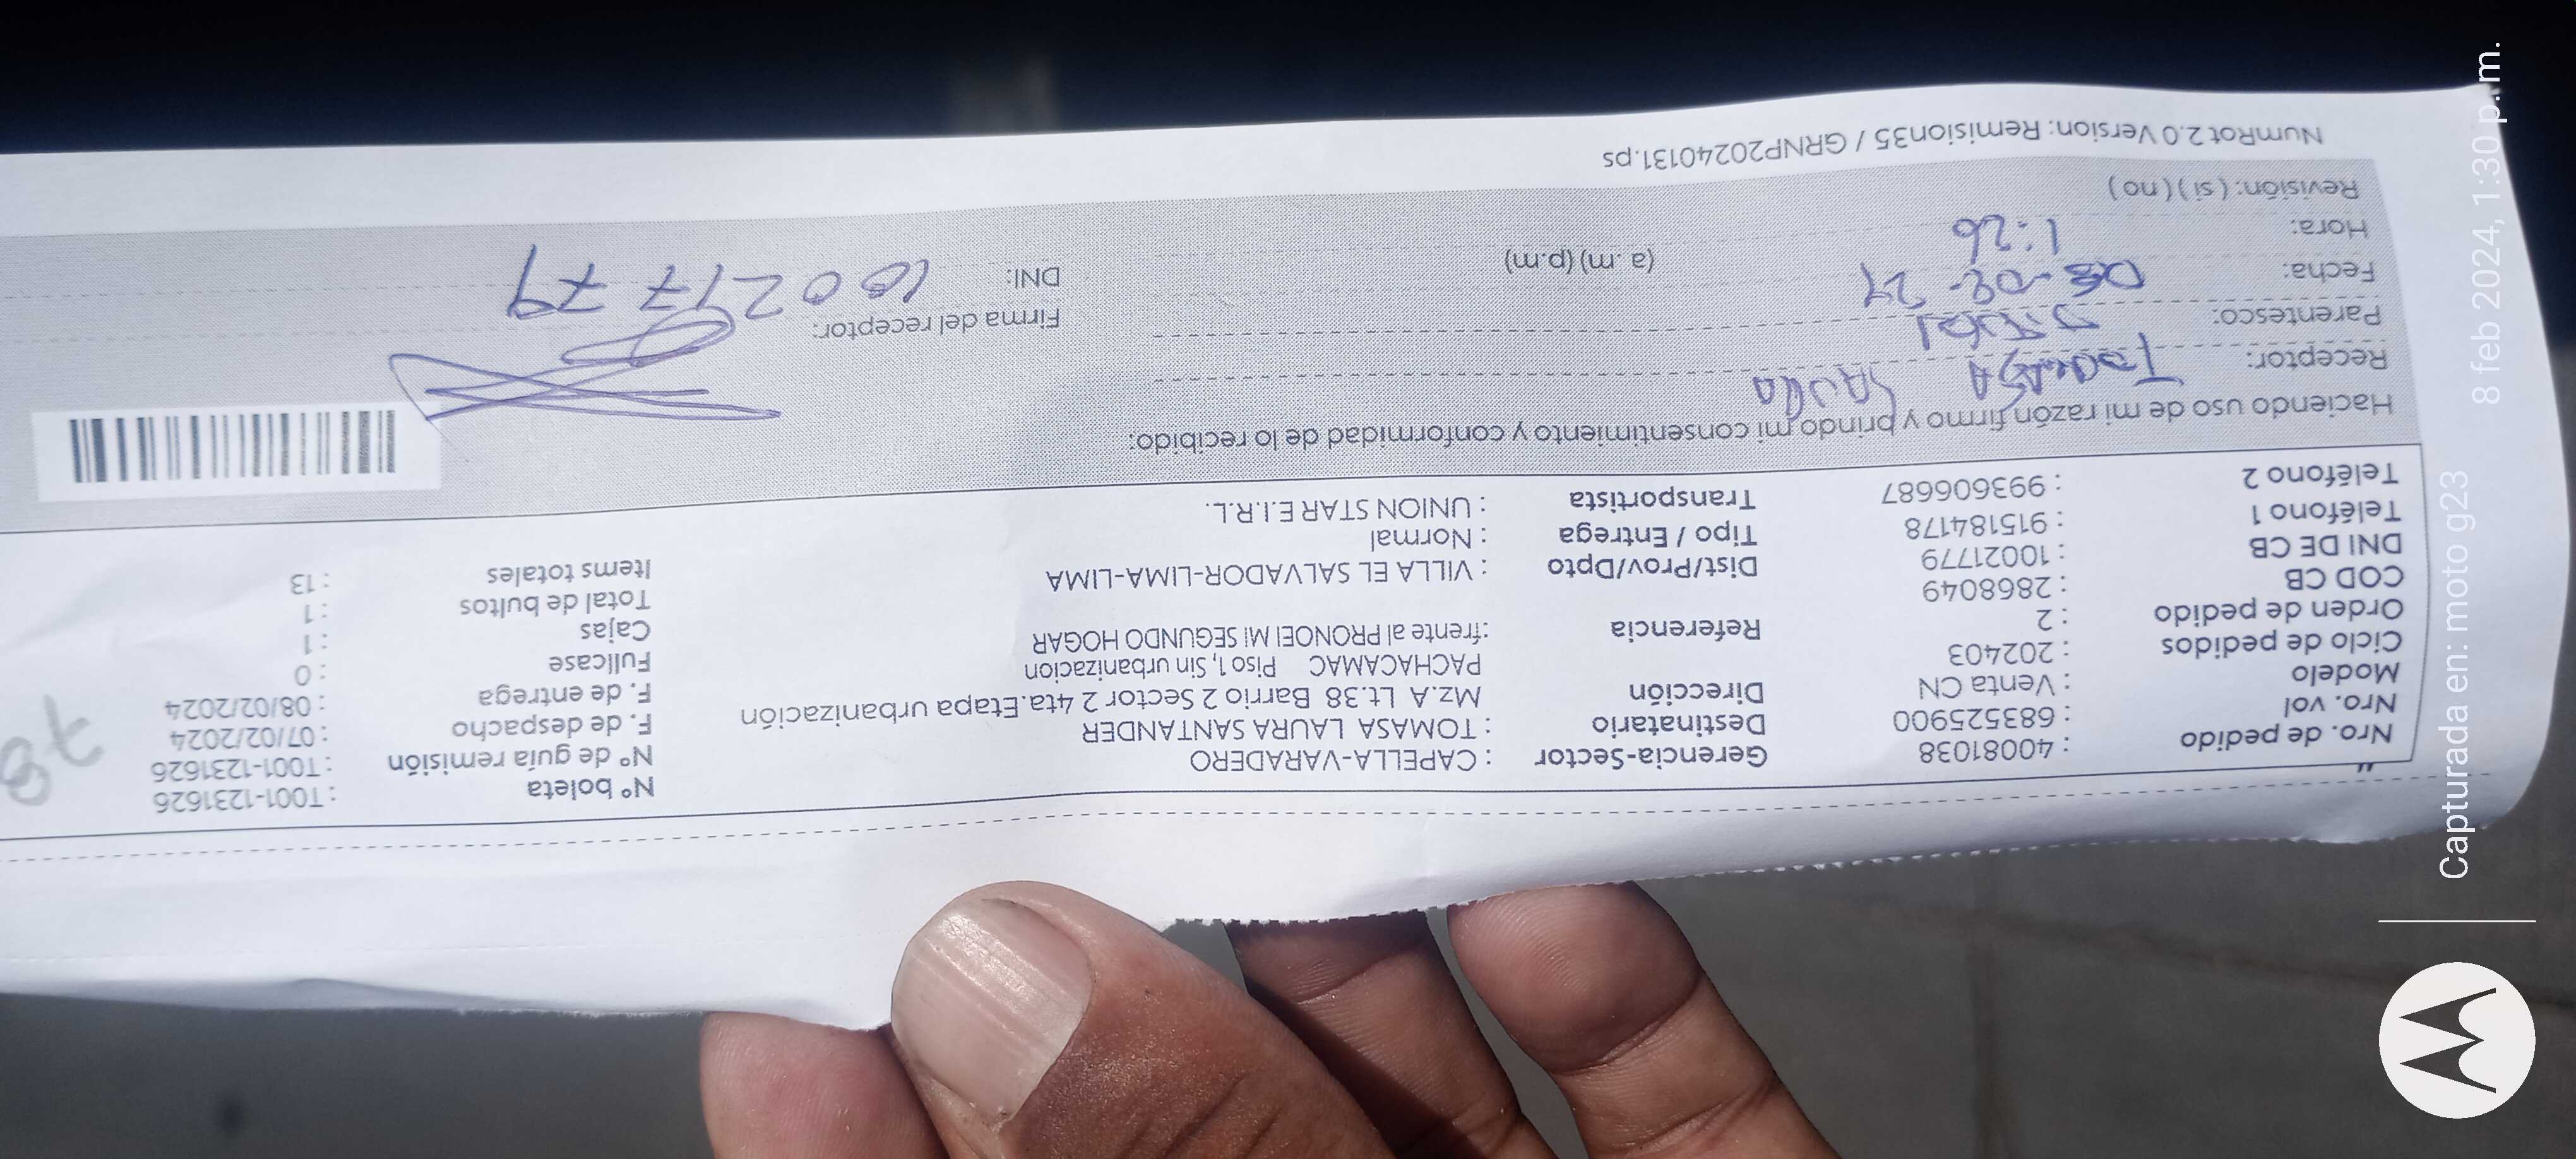 Nro. de pedido : 40081038
Nro. vol : 683525900
Modelo : Venta CN
Ciclo de pedidos : 202403
Orden de pedido : 2
COD CB : 2868049
DNI DE CB : 10021779
Teléfono 1 : 915184178
Teléfono 2 : 993606687
Gerencia-Sector : CAPELLA-VARADERO
Destinatario : TOMASA LAURA SANTANDER
Dirección Mz.A Lt.38 Barrio 2 Sector 2 4ta.Etapa urbanización
PACHACAMAC Piso 1, Sin urbanizacion
Referencia :frente al PRONOEI MI SEGUNDO HOGAR
Dist/Prov/Dpto : VILLA EL SALVADOR-LIMA-LIMA
Tipo / Entrega : Normal
Transportista : UNION STAR E.I.R.L.
N° boleta : T001-1231626
N° de guía remisión : T001-1231626
F. de despacho : 07/02/2024
F. de entrega : 08/02/2024
Fullcase : 0
Cajas : 1
Total de bultos : 1
Items totales : 13
78
Haciendo uso de mi razón firmo y brindo mi consentimiento y conformidad de lo recibido:
Receptor: TOMASA LAURA
Parentesco:
Fecha: 08-02-24
Hora: 1:26 (a .m) (p.m)
Revisión: ( si ) ( no )
Firma del receptor:
DNI: 10021779
NumRot 2.0 Version: Remision35 / GRNP20240131.ps
Capturada en: moto g23 8 feb 2024, 1:30 p.m.